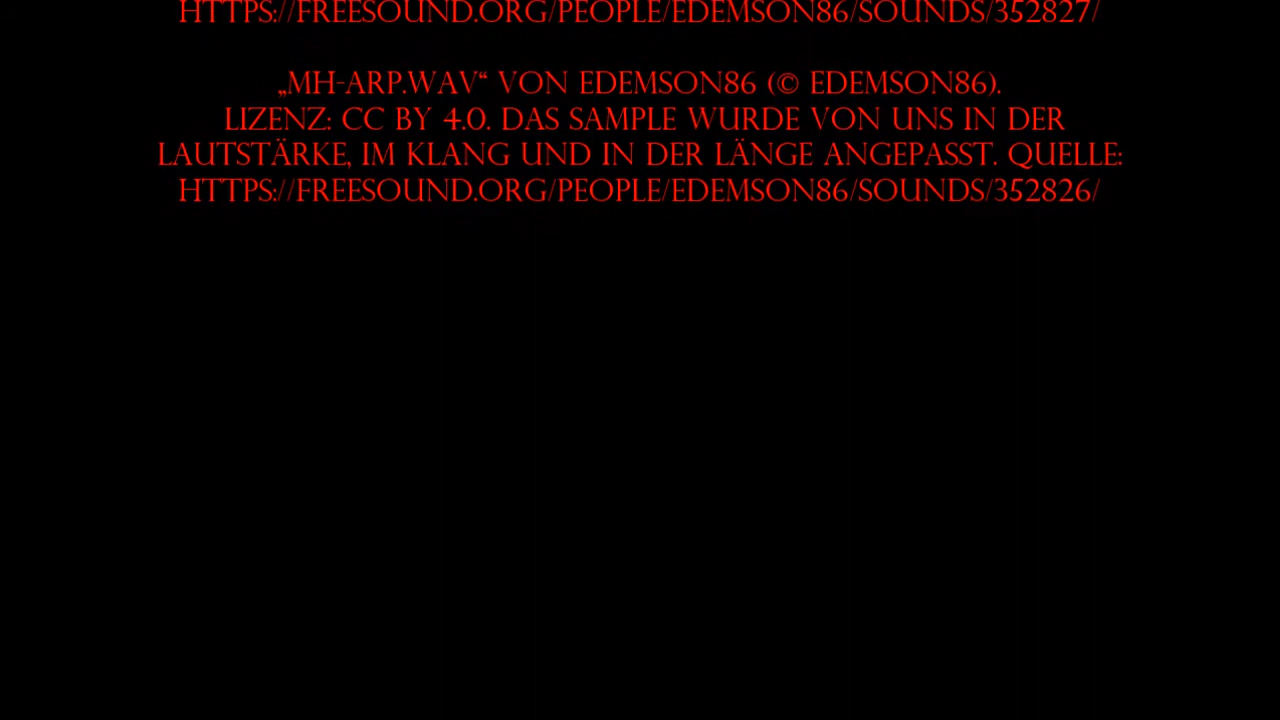 HTTPS://FREESOUND.ORG/PEOPLE/EDEMSON86/SOUNDS/352827/
„MH-ARP.WAV“ VON EDEMSON86 (© EDEMSON86).
LIZENZ: CC BY 4.0. DAS SAMPLE WURDE VON UNS IN DER
LAUTSTÄRKE, IM KLANG UND IN DER LÄNGE ANGEPASST. QUELLE:
HTTPS://FREESOUND.ORG/PEOPLE/EDEMSON86/SOUNDS/352826/